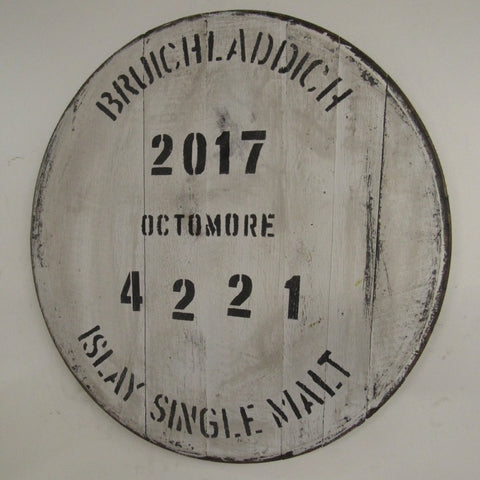 BRUICHLADDICH
2017
OCTOMORE
4221
ISLAY SINGLE MALT